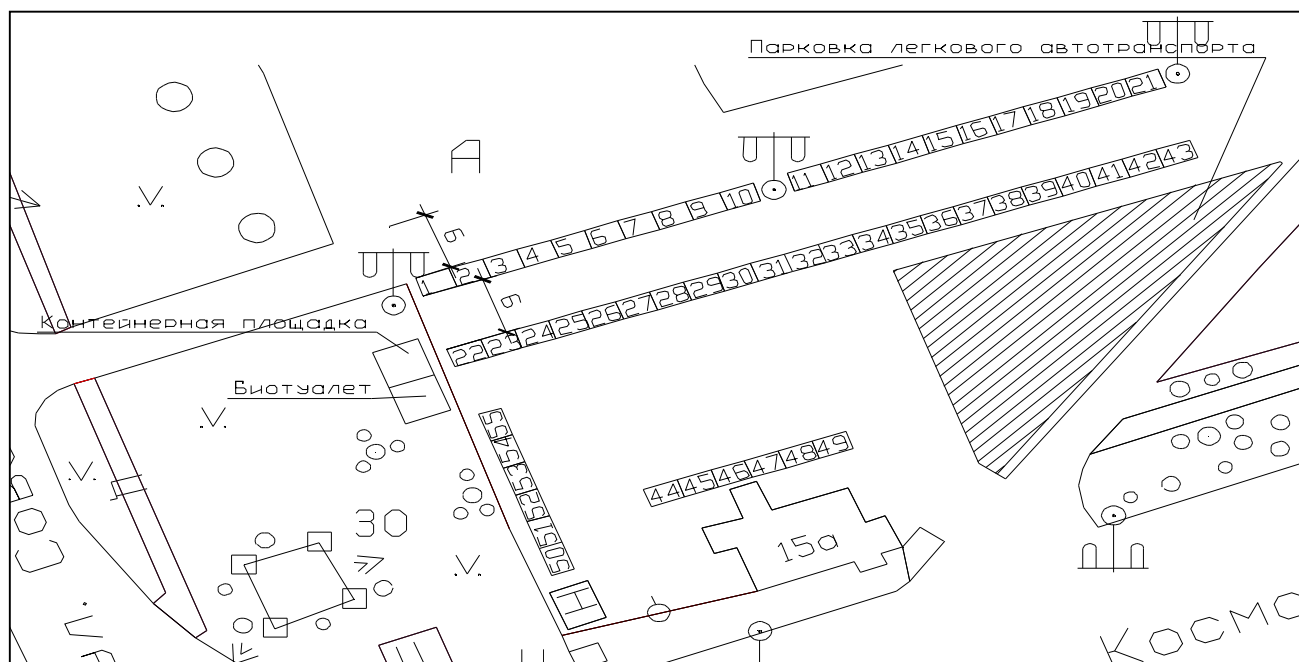 Парковка легкового автотранспорта
А
11 12 13 14 15 16 17 18 19 20 21
1 2 3 4 5 6 7 8 9 10
6
6
22 23 24 25 26 27 28 29 30 31 32 33 34 35 36 37 38 39 40 41 42 43
Контейнерная площадка
Биотуалет
44 45 46 47 48 49
50 51 52 53 54 55
30
15а
Н
КОСМО